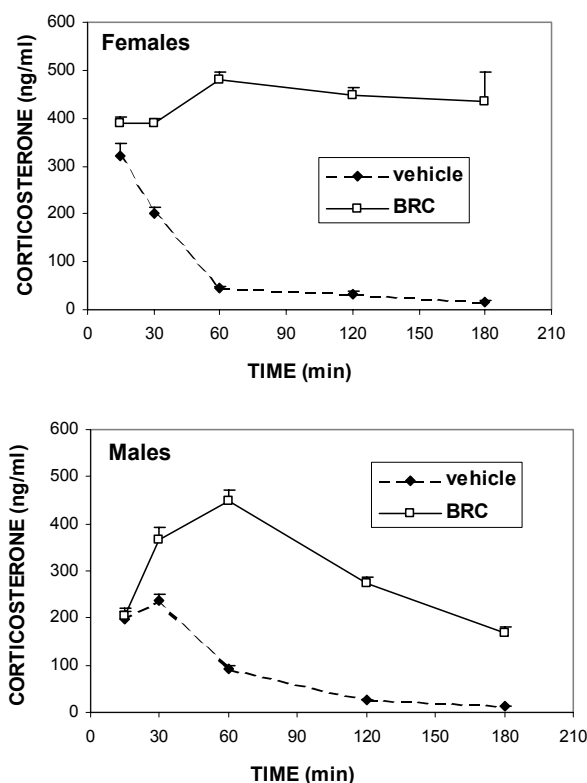 Females
CORTICOSTERONE (ng/ml)
600
500
400
300
200
100
0
vehicle
BRC
0 30 60 90 120 150 180 210
TIME (min)
Males
CORTICOSTERONE (ng/ml)
600
500
400
300
200
100
0
vehicle
BRC
0 30 60 90 120 150 180 210
TIME (min)